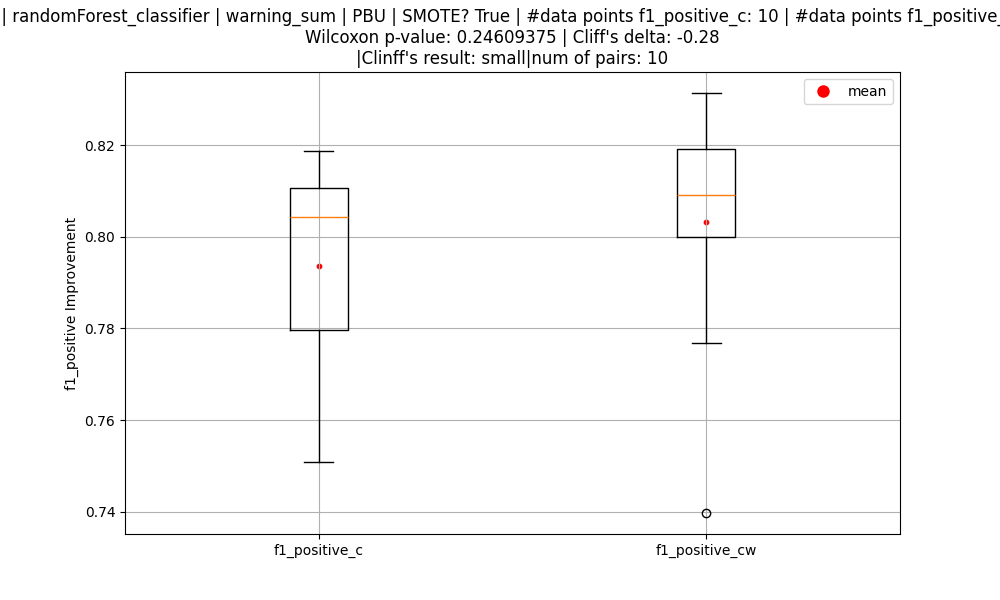 | randomForest_classifier | warning_sum | PBU | SMOTE? True | #data points f1_positive_c: 10 | #data points f1_positive_
Wilcoxon p-value: 0.24609375 | Cliff's delta: -0.28
|Clinff's result: small|num of pairs: 10
mean
f1_positive Improvement
0.82
0.80
0.78
0.76
0.74
f1_positive_c
f1_positive_cw